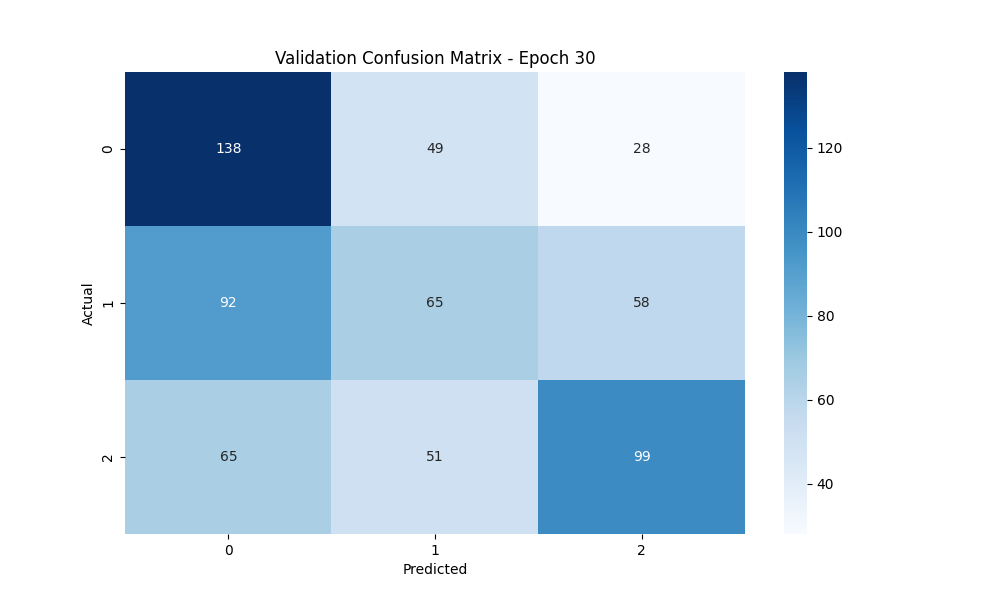 Validation Confusion Matrix - Epoch 30
0 138 49 28
1 92 65 58
2 65 51 99
0 1 2
Actual
Predicted
120
100
80
60
40